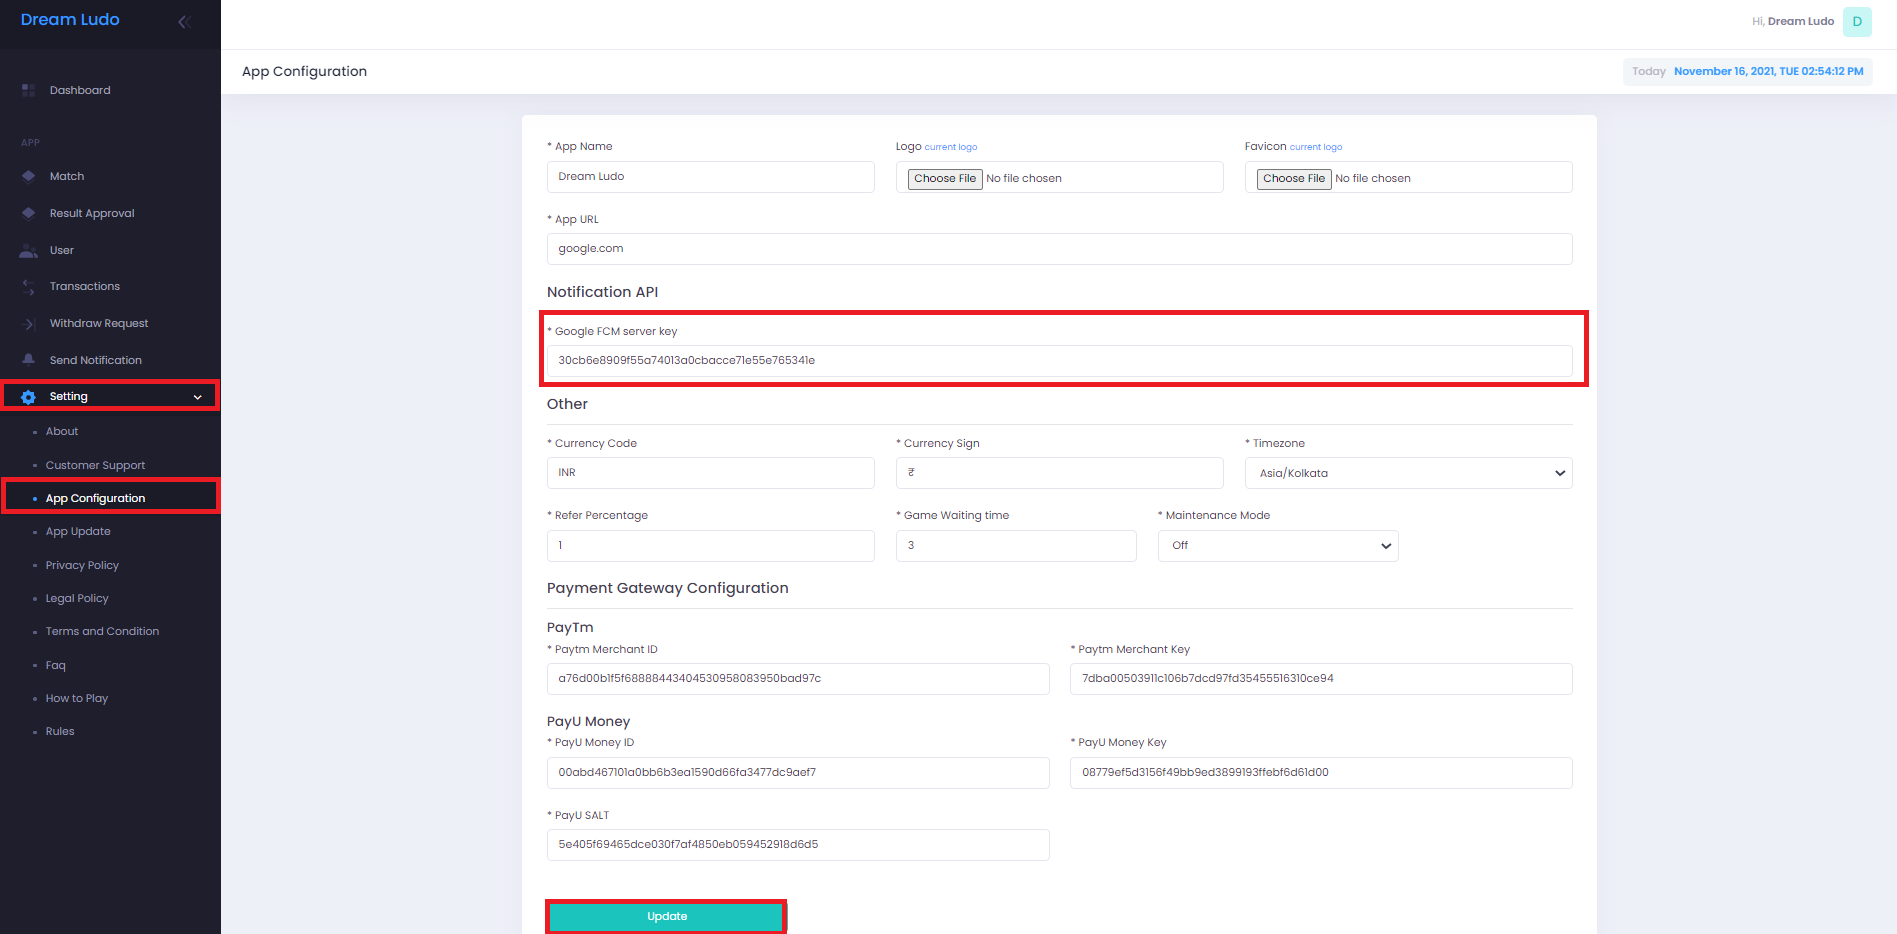 Dream Ludo
Hi, Dream Ludo D
App Configuration
Today November 16, 2021, TUE 02:54:12 PM
Dashboard
APP
Match
Result Approval
User
Transactions
Withdraw Request
Send Notification
Setting
About
Customer Support
App Configuration
App Update
Privacy Policy
Legal Policy
Terms and Condition
Faq
How to Play
Rules
* App Name
Dream Ludo
Logo current logo
Choose File No file chosen
Favicon current logo
Choose File No file chosen
* App URL
google.com
Notification API
* Google FCM server key
30cb6e8909f55a74013a0cbacce71e55e765341e
Other
* Currency Code
INR
* Currency Sign
₹
* Timezone
Asia/Kolkata
* Refer Percentage
1
* Game Waiting time
3
* Maintenance Mode
Off
Payment Gateway Configuration
PayTm
* Paytm Merchant ID
a76d00b1f5f68888443404530958083950bad97c
* Paytm Merchant Key
7dba00503911c106b7dcd97fd35455516310ce94
PayU Money
* PayU Money ID
00abd467101a0bb6b3ea1590d66fa3477dc9aef7
* PayU Money Key
08779ef5d3156f49bb9ed3899193ffebf6d61d00
* PayU SALT
5e405f69465dce030f7af4850eb059452918d6d5
Update